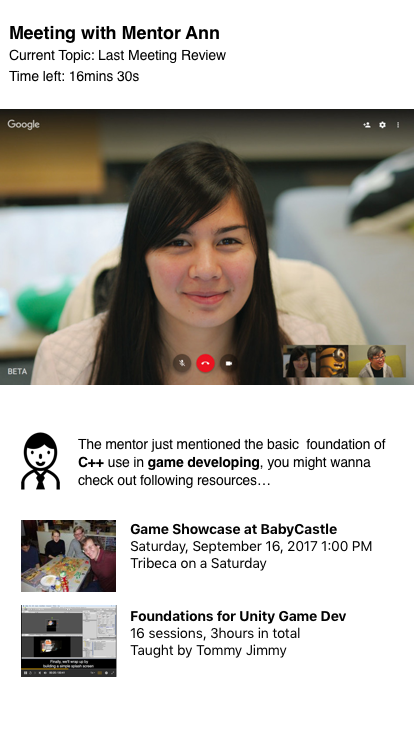 Meeting with Mentor Ann
Current Topic: Last Meeting Review
Time left: 16mins 30s
Google
BETA
The mentor just mentioned the basic foundation of
C++ use in game developing, you might wanna
check out following resources…
Game Showcase at BabyCastle
Saturday, September 16, 2017 1:00 PM
Tribeca on a Saturday
Foundations for Unity Game Dev
16 sessions, 3hours in total
Taught by Tommy Jimmy
Finally, we'll wrap up by
building a simple splash screen